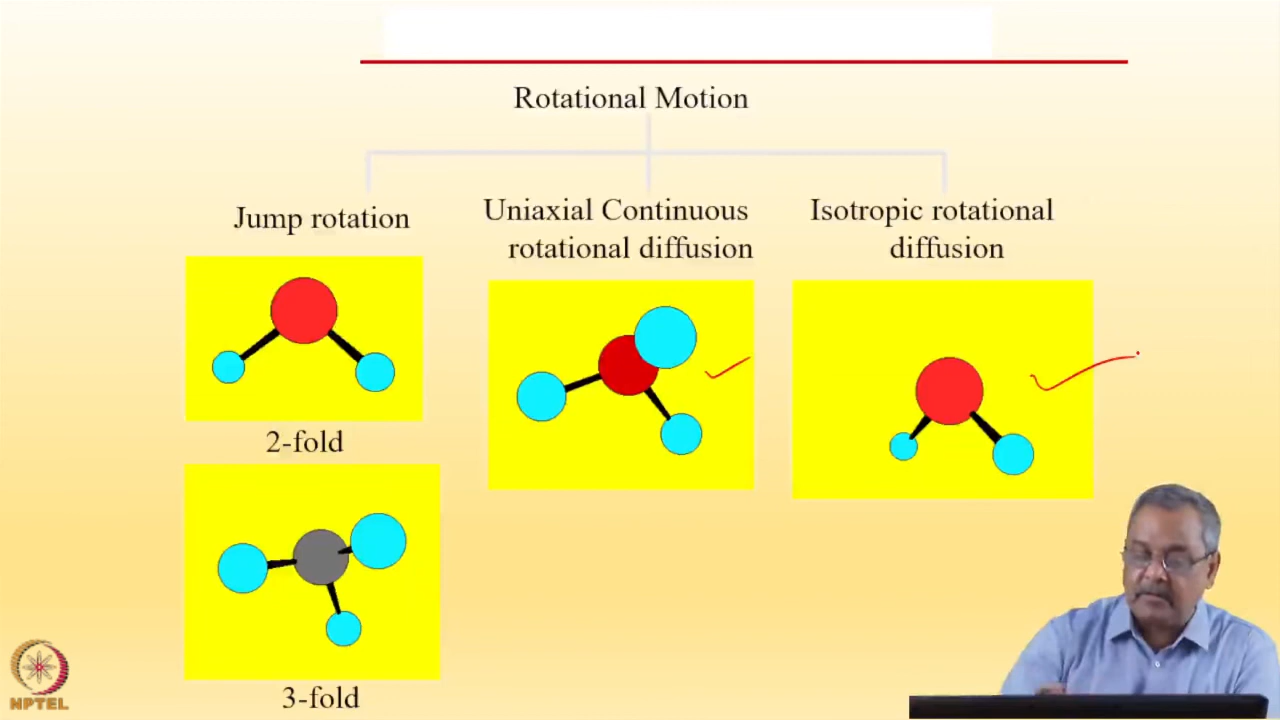 Rotational Motion
Jump rotation
Uniaxial Continuous
rotational diffusion
Isotropic rotational
diffusion
2-fold
3-fold
NPTEL